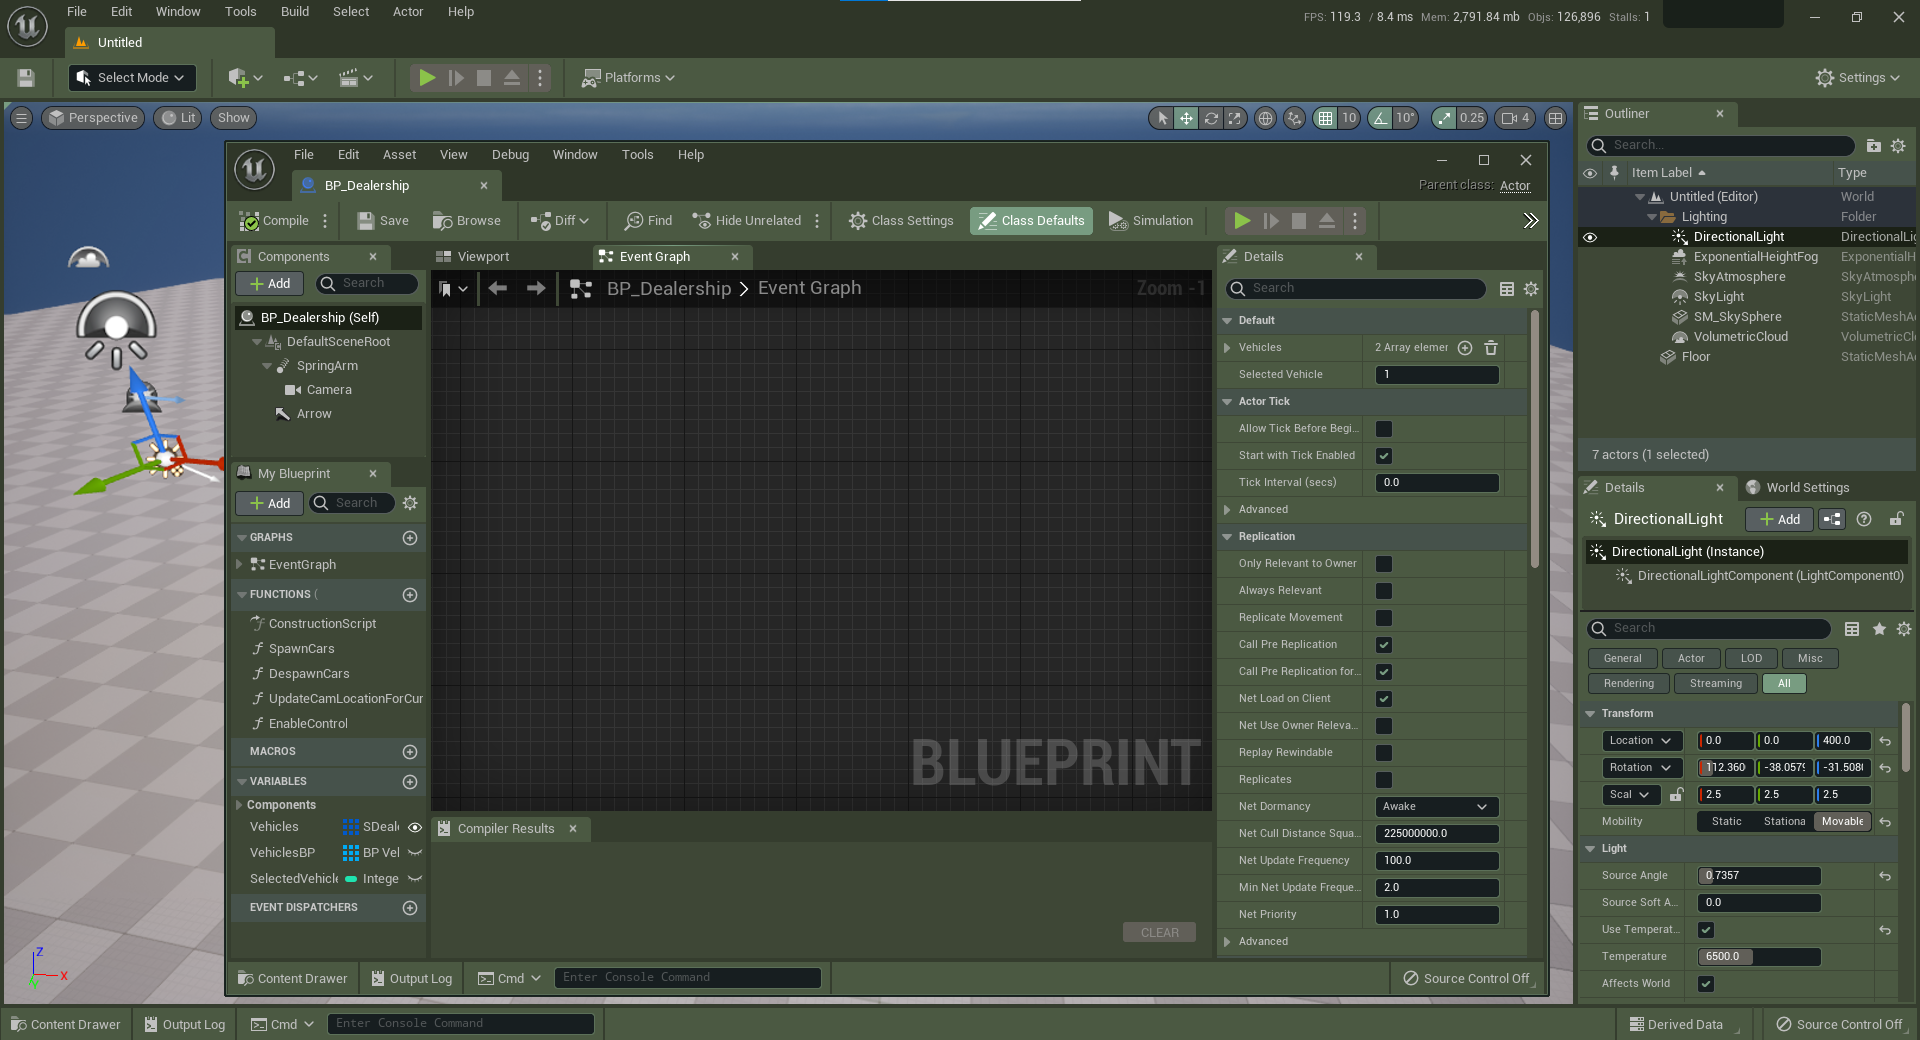 File Edit Window Tools Build Select Actor Help
FPS: 119.3 / 8.4 ms Mem: 2,791.84 mb Objs: 126,896 Stalls: 1
Untitled
Select Mode
Platforms
Settings
Perspective Lit Show
10 10° 0.25 4
File Edit Asset View Debug Window Tools Help
BP_Dealership
Parent class: Actor
Compile Save Browse Diff Find Hide Unrelated Class Settings Class Defaults Simulation
Components
Add Search
BP_Dealership (Self)
DefaultSceneRoot
SpringArm
Camera
Arrow
My Blueprint
Add Search
GRAPHS
EventGraph
FUNCTIONS (
ConstructionScript
SpawnCars
DespawnCars
UpdateCamLocationForCur
EnableControl
MACROS
VARIABLES
Components
Vehicles SDeal
VehiclesBP BP Vel
SelectedVehicle Intege
EVENT DISPATCHERS
Viewport Event Graph
BP_Dealership > Event Graph Zoom -1
BLUEPRINT
Compiler Results
CLEAR
Details
Search
Default
Vehicles 2 Array elemer
Selected Vehicle 1
Actor Tick
Allow Tick Before Begi...
Start with Tick Enabled
Tick Interval (secs) 0.0
Advanced
Replication
Only Relevant to Owner
Always Relevant
Replicate Movement
Call Pre Replication
Call Pre Replication for...
Net Load on Client
Net Use Owner Releva...
Replay Rewindable
Replicates
Net Dormancy Awake
Net Cull Distance Squa... 225000000.0
Net Update Frequency 100.0
Min Net Update Freque... 2.0
Net Priority 1.0
Advanced
Content Drawer Output Log Cmd Enter Console Command Source Control Off
Outliner
Search...
Item Label Type
Untitled (Editor) World
Lighting Folder
DirectionalLight DirectionalLig
ExponentialHeightFog ExponentialH
SkyAtmosphere SkyAtmosph
SkyLight SkyLight
SM_SkySphere StaticMeshA
VolumetricCloud VolumetricCl
Floor StaticMeshA
7 actors (1 selected)
Details World Settings
DirectionalLight Add
DirectionalLight (Instance)
DirectionalLightComponent (LightComponent0)
Search
General Actor LOD Misc
Rendering Streaming All
Transform
Location 0.0 0.0 400.0
Rotation 112.360 -38.057 -31.508
Scal 2.5 2.5 2.5
Mobility Static Stationa Movable
Light
Source Angle 0.7357
Source Soft A... 0.0
Use Temperat...
Temperature 6500.0
Affects World
Z
X
Y
Content Drawer Output Log Cmd Enter Console Command Derived Data Source Control Off